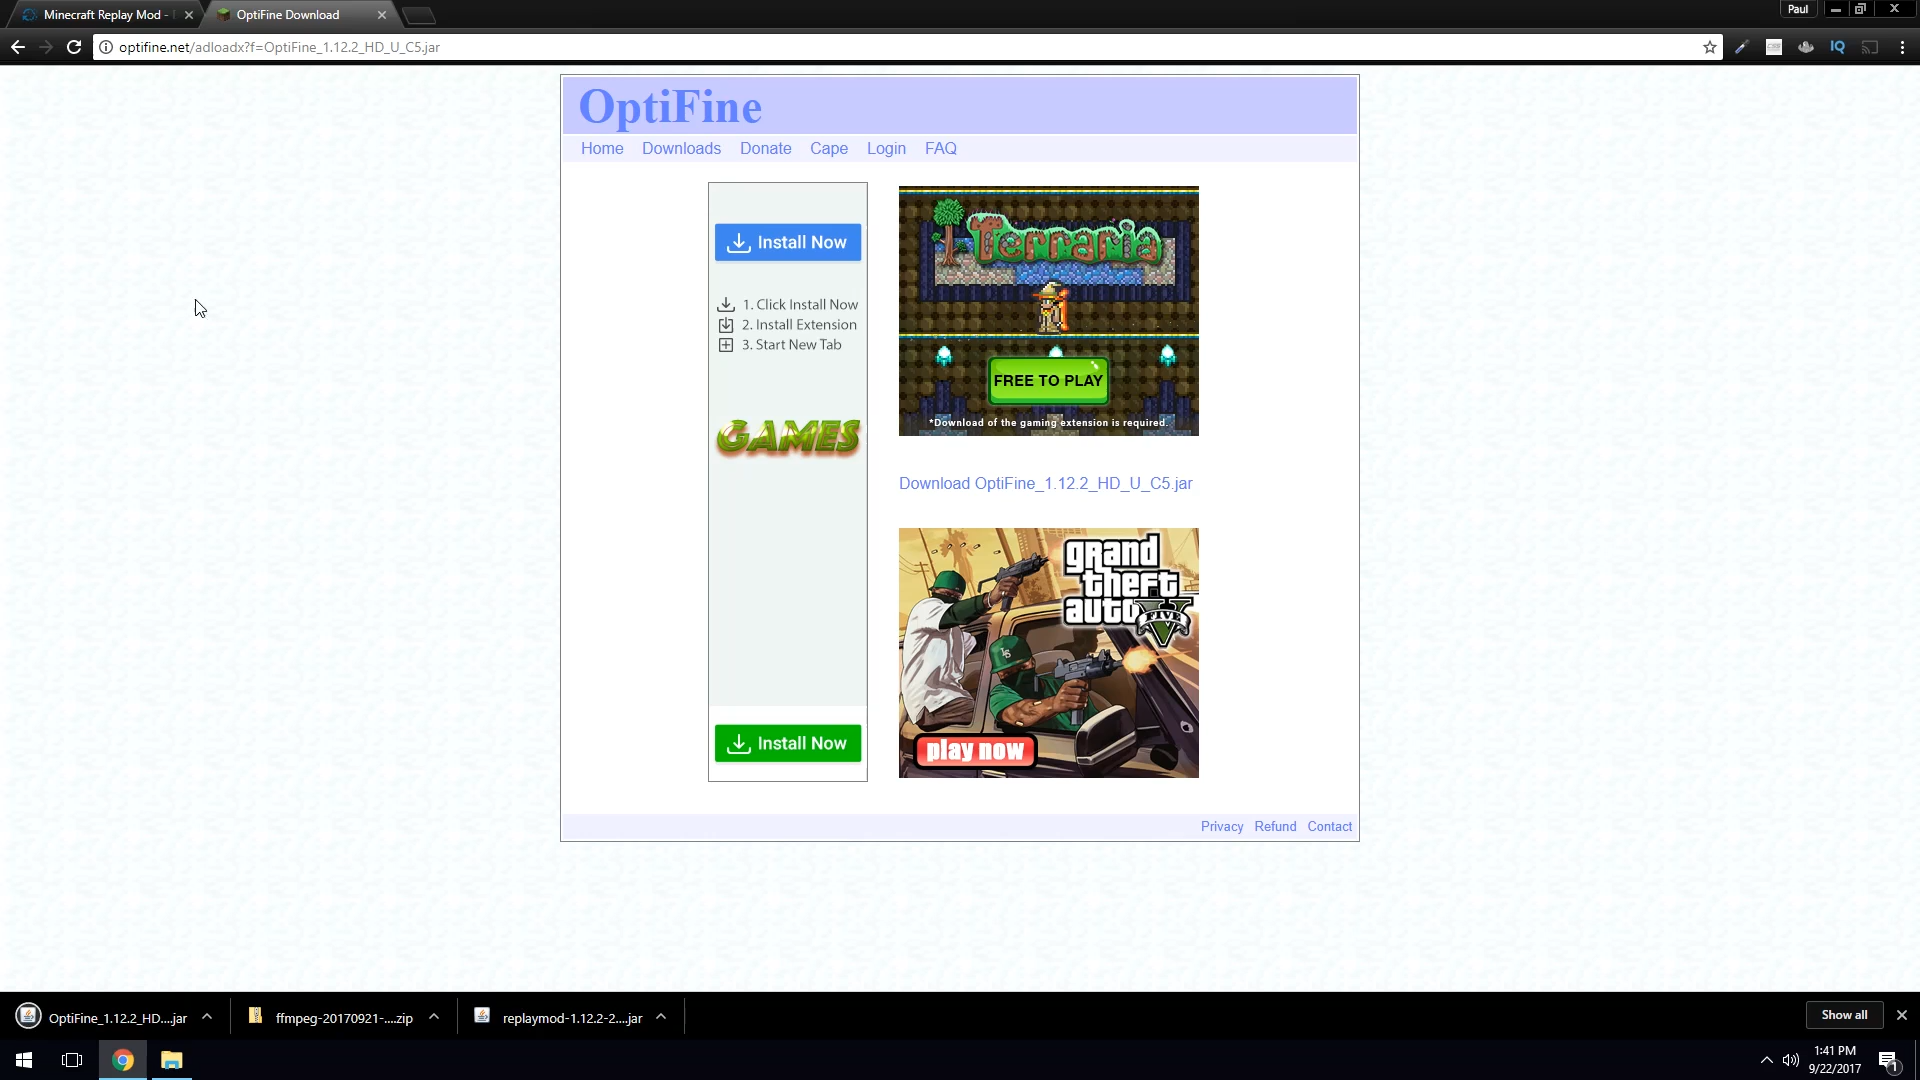 Minecraft Replay Mod -
OptiFine Download
Paul
optifine.net/adloadx?f=OptiFine_1.12.2_HD_U_C5.jar
IQ
OptiFine
Home Downloads Donate Cape Login FAQ
Install Now
1. Click Install Now
2. Install Extension
3. Start New Tab
GAMES
Install Now
Terraria
FREE TO PLAY
*Download of the gaming extension is required.
Download OptiFine_1.12.2_HD_U_C5.jar
grand
theft
auto V
FIVE
LS
play now
Privacy Refund Contact
OptiFine_1.12.2_HD....jar
ffmpeg-20170921-....zip
replaymod-1.12.2-2....jar
Show all
1:41 PM
9/22/2017
1